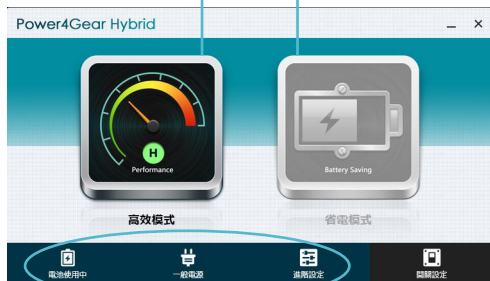 Power4Gear Hybrid
H
Performance
Battery Saving
高效模式
省電模式
電池使用中
一般電源
進階設定
開關設定